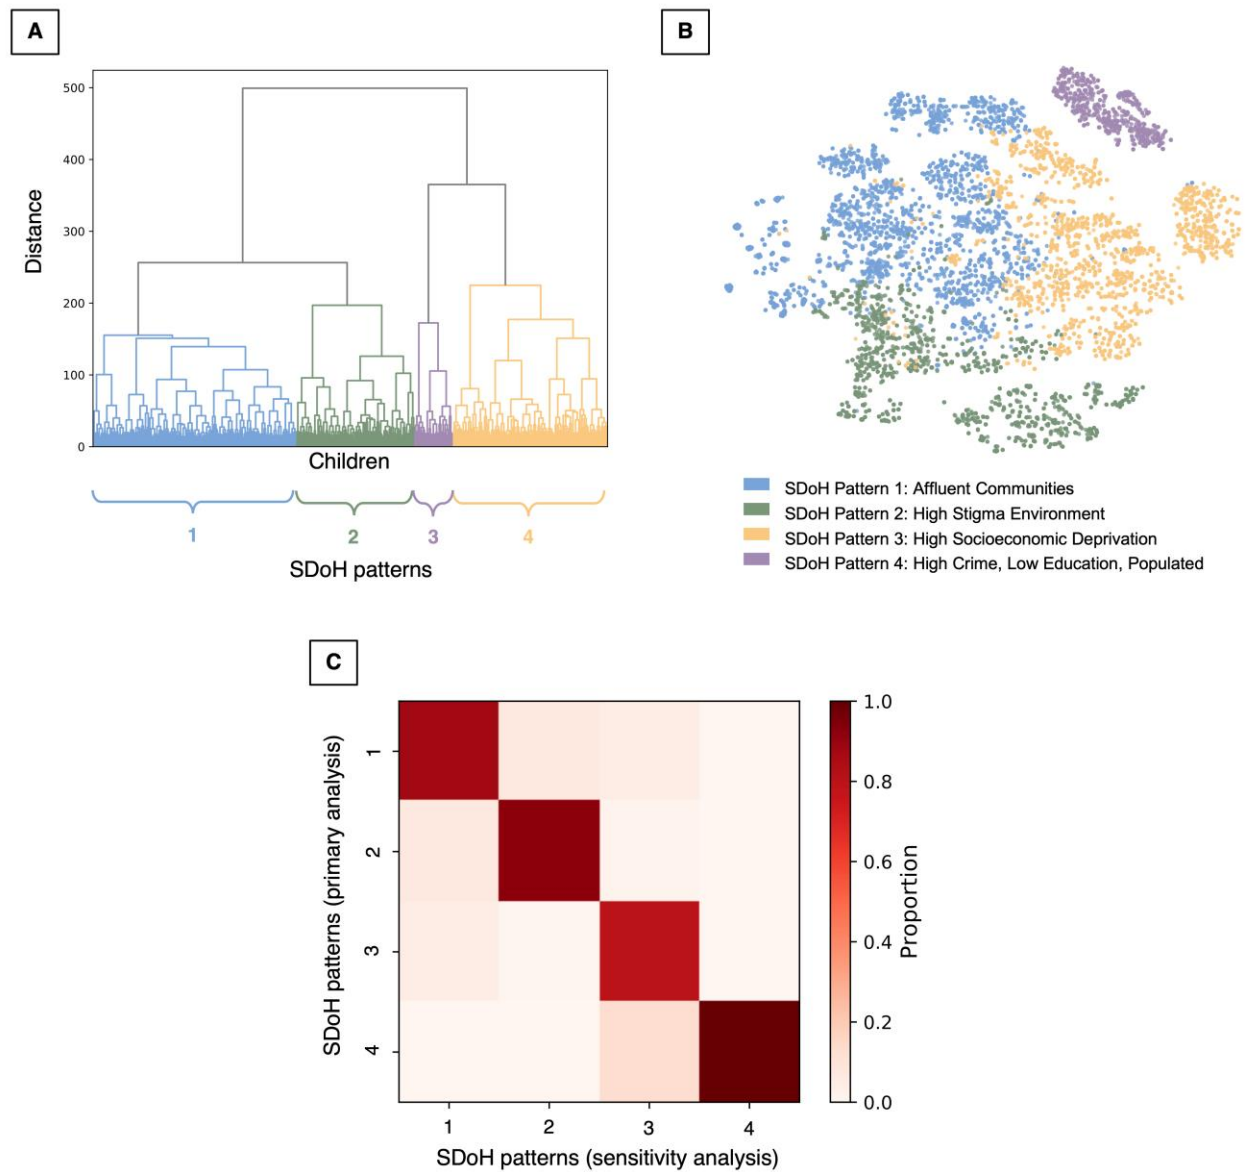 A
B
500
400
300
200
100
0
Distance
Children
1 2 3 4
SDoH patterns
SDoH Pattern 1: Affluent Communities
SDoH Pattern 2: High Stigma Environment
SDoH Pattern 3: High Socioeconomic Deprivation
SDoH Pattern 4: High Crime, Low Education, Populated
C
SDoH patterns (primary analysis)
1
2
3
4
1 2 3 4
SDoH patterns (sensitivity analysis)
1.0
0.8
0.6
0.4
0.2
0.0
Proportion